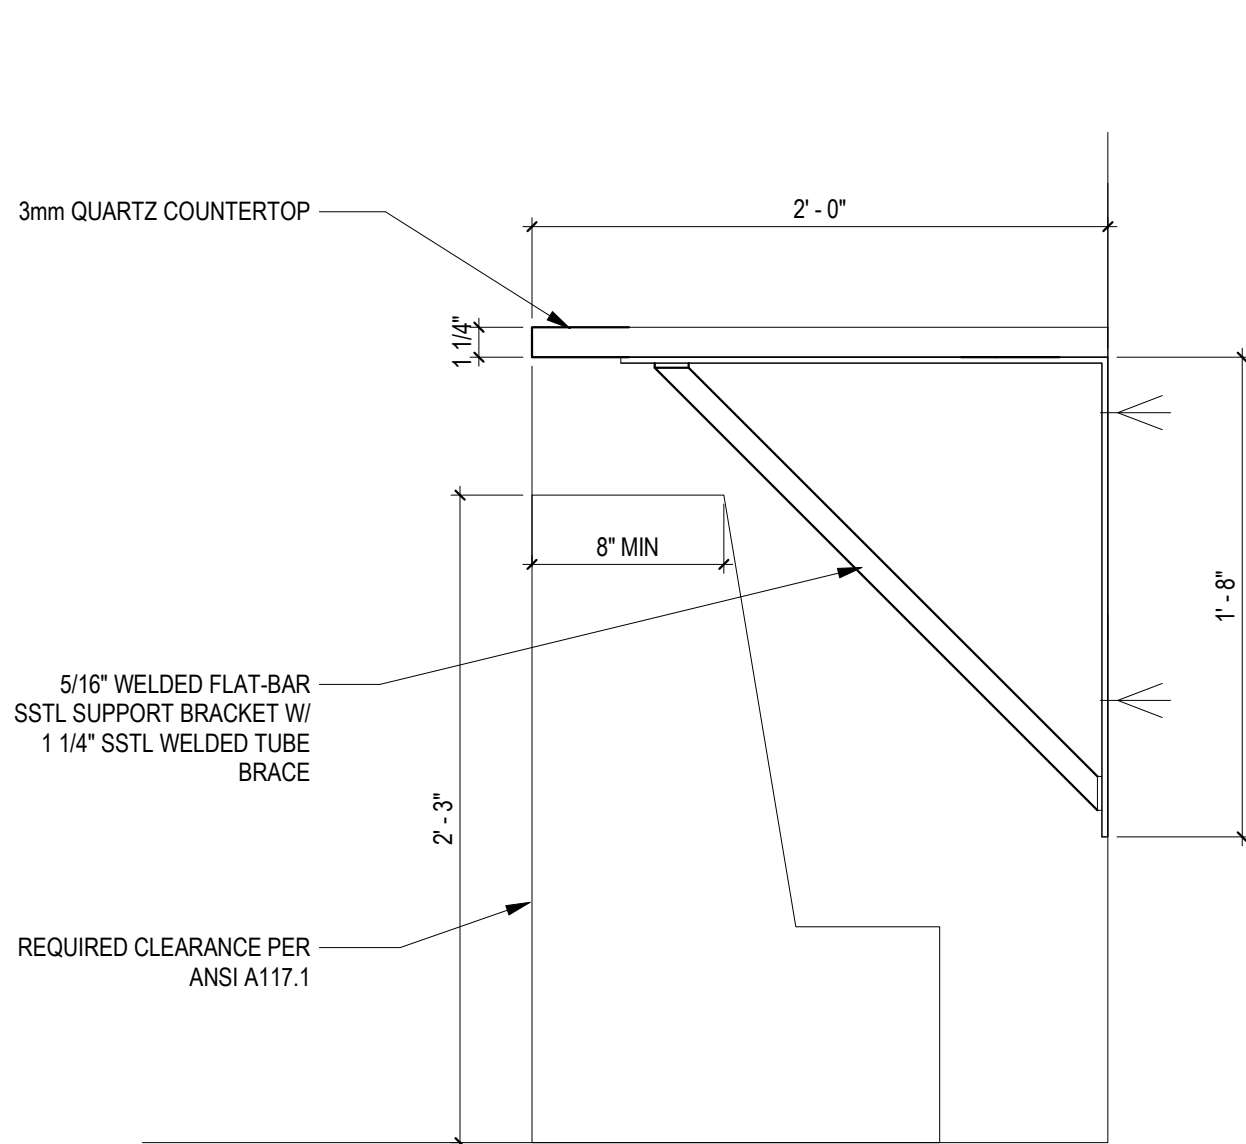 3mm QUARTZ COUNTERTOP
2' - 0"
1 1/4"
8" MIN
1' - 8"
5/16" WELDED FLAT-BAR
SSTL SUPPORT BRACKET W/
1 1/4" SSTL WELDED TUBE
BRACE
2' - 3"
REQUIRED CLEARANCE PER
ANSI A117.1